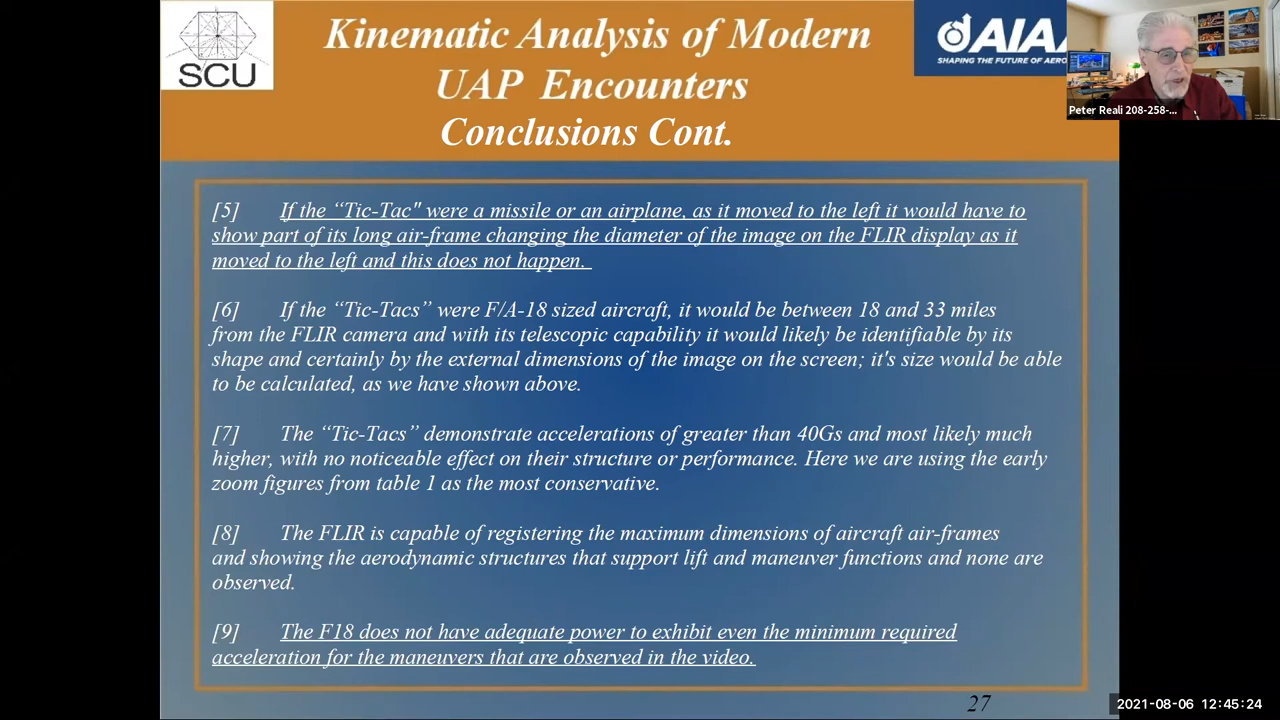 SCU
Kinematic Analysis of Modern
UAP Encounters
Conclusions Cont.
AIAA
SHAPING THE FUTURE OF AERO
Peter Reali 208-258-...
[5] If the “Tic-Tac" were a missile or an airplane, as it moved to the left it would have to
show part of its long air-frame changing the diameter of the image on the FLIR display as it
moved to the left and this does not happen.
[6] If the “Tic-Tacs” were F/A-18 sized aircraft, it would be between 18 and 33 miles
from the FLIR camera and with its telescopic capability it would likely be identifiable by its
shape and certainly by the external dimensions of the image on the screen; it's size would be able
to be calculated, as we have shown above.
[7] The “Tic-Tacs” demonstrate accelerations of greater than 40Gs and most likely much
higher, with no noticeable effect on their structure or performance. Here we are using the early
zoom figures from table 1 as the most conservative.
[8] The FLIR is capable of registering the maximum dimensions of aircraft air-frames
and showing the aerodynamic structures that support lift and maneuver functions and none are
observed.
[9] The F18 does not have adequate power to exhibit even the minimum required
acceleration for the maneuvers that are observed in the video.
27
2021-08-06 12:45:24